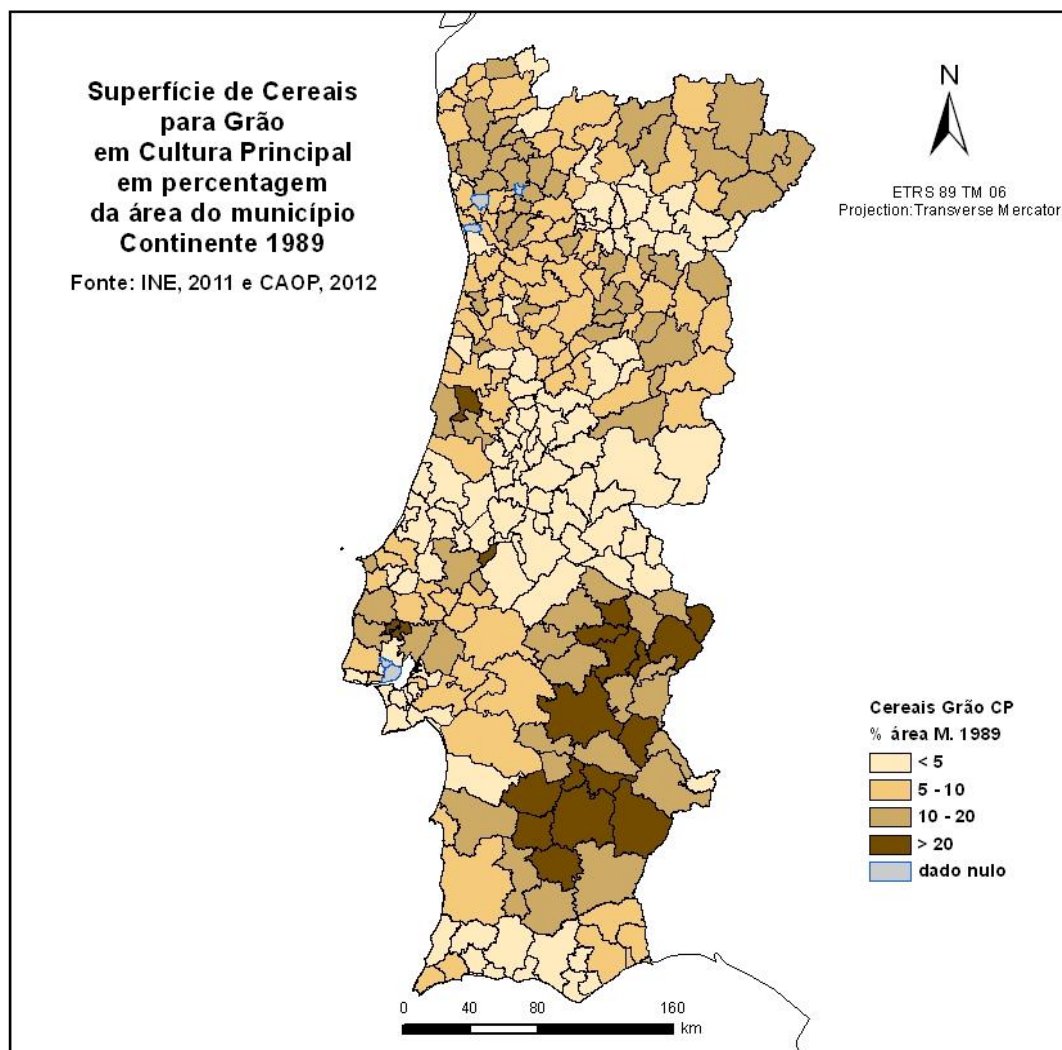 Superfície de Cereais
para Grão
em Cultura Principal
em percentagem
da área do município
Continente 1989
Fonte: INE, 2011 e CAOP, 2012
N
ETRS 89 TM 06
Projection:Transverse Mercator
Cereais Grão CP
% área M. 1989
< 5
5 - 10
10 - 20
> 20
dado nulo
0 40 80 160
km